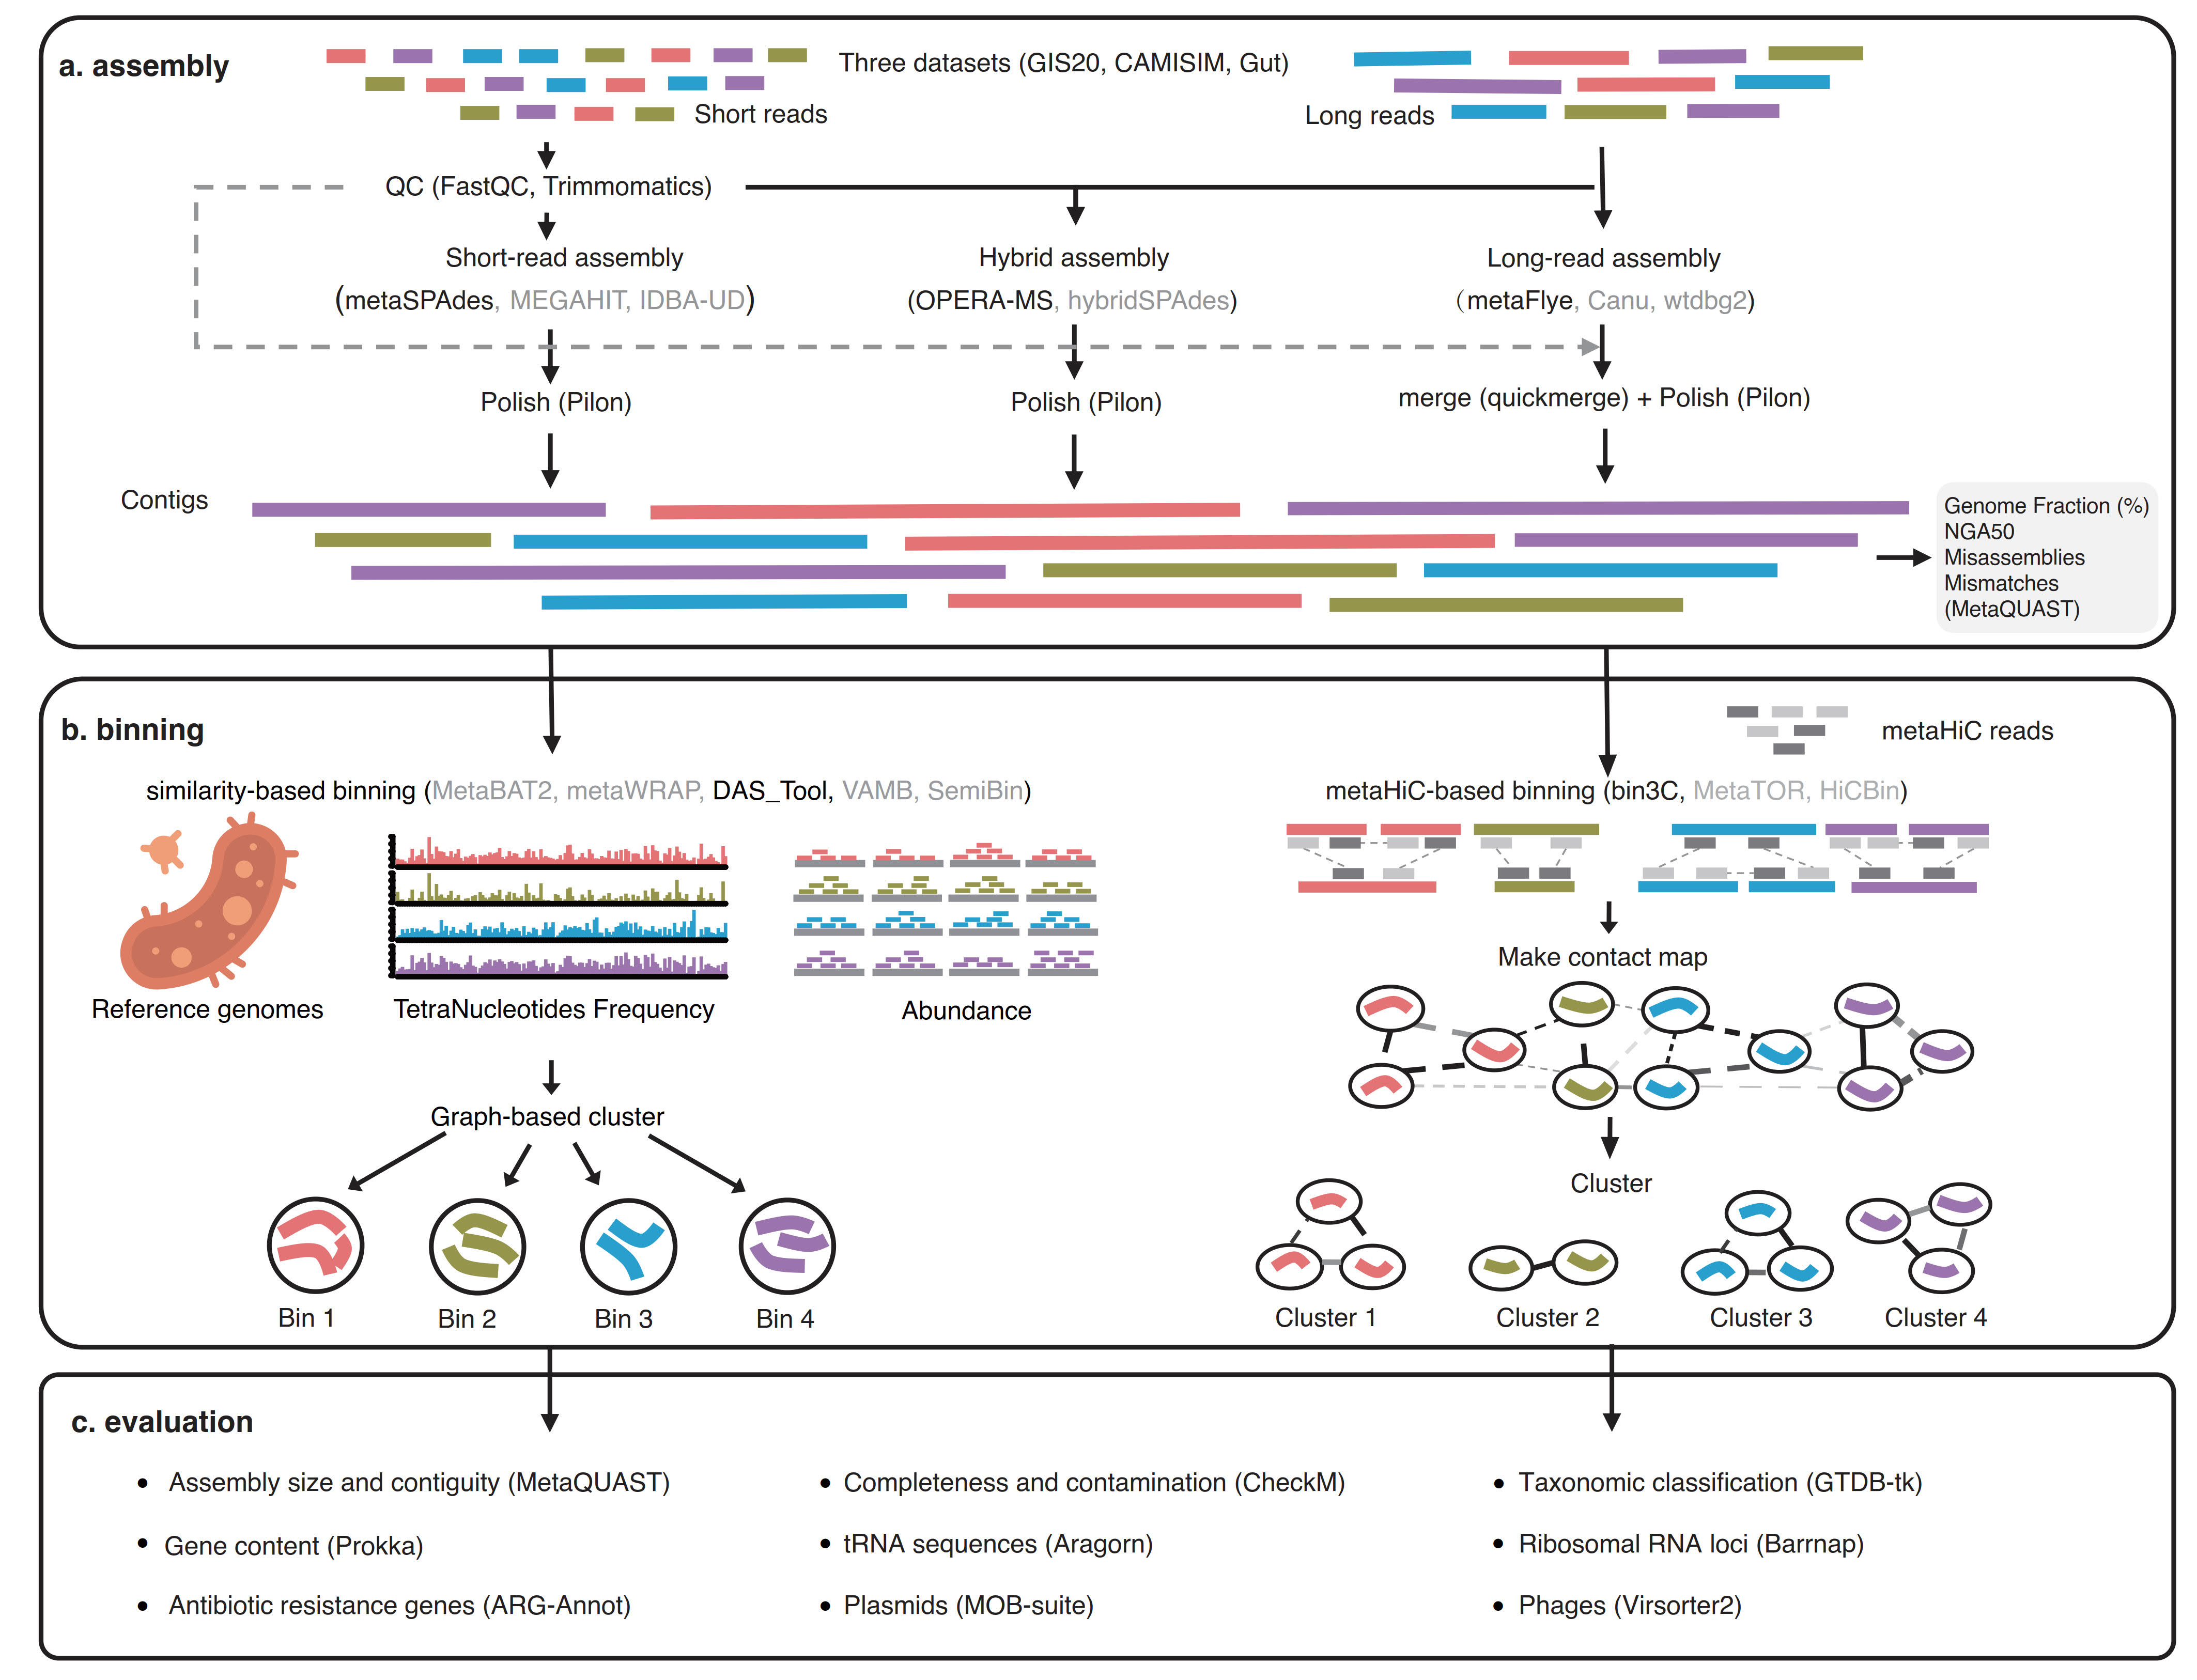 a. assembly
Three datasets (GIS20, CAMISIM, Gut)
Short reads
Long reads
QC (FastQC, Trimmomatics)
Short-read assembly
(metaSPAdes, MEGAHIT, IDBA-UD)
Hybrid assembly
(OPERA-MS, hybridSPAdes)
Long-read assembly
(metaFlye, Canu, wtdbg2)
Polish (Pilon)
Polish (Pilon)
merge (quickmerge) + Polish (Pilon)
Contigs
Genome Fraction (%)
NGA50
Misassemblies
Mismatches
(MetaQUAST)
b. binning
metaHiC reads
similarity-based binning (MetaBAT2, metaWRAP, DAS_Tool, VAMB, SemiBin)
metaHiC-based binning (bin3C, MetaTOR, HiCBin)
Reference genomes
TetraNucleotides Frequency
Abundance
Make contact map
Graph-based cluster
Cluster
Bin 1
Bin 2
Bin 3
Bin 4
Cluster 1
Cluster 2
Cluster 3
Cluster 4
c. evaluation
• Assembly size and contiguity (MetaQUAST)
• Completeness and contamination (CheckM)
• Taxonomic classification (GTDB-tk)
• Gene content (Prokka)
• tRNA sequences (Aragorn)
• Ribosomal RNA loci (Barrnap)
• Antibiotic resistance genes (ARG-Annot)
• Plasmids (MOB-suite)
• Phages (Virsorter2)